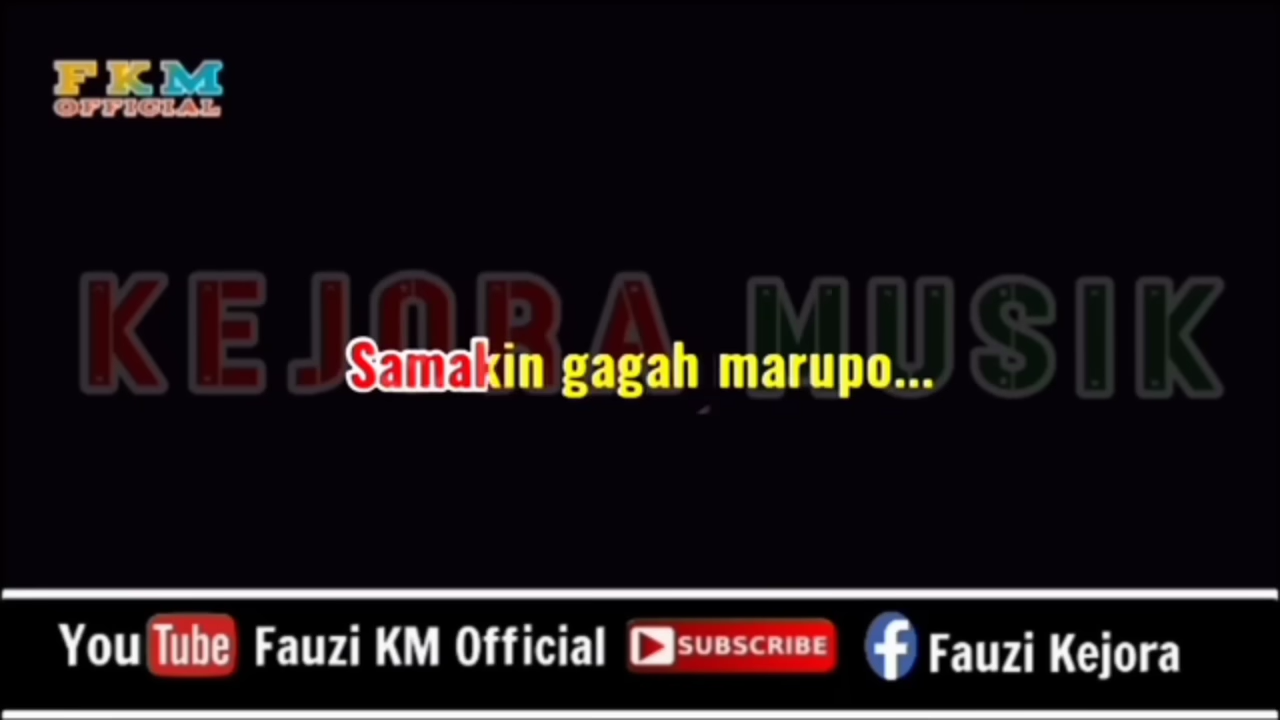 FKM
OFFICIAL
KEJORA MUSIK
Samakin gagah marupo...
YouTube Fauzi KM Official SUBSCRIBE f Fauzi Kejora